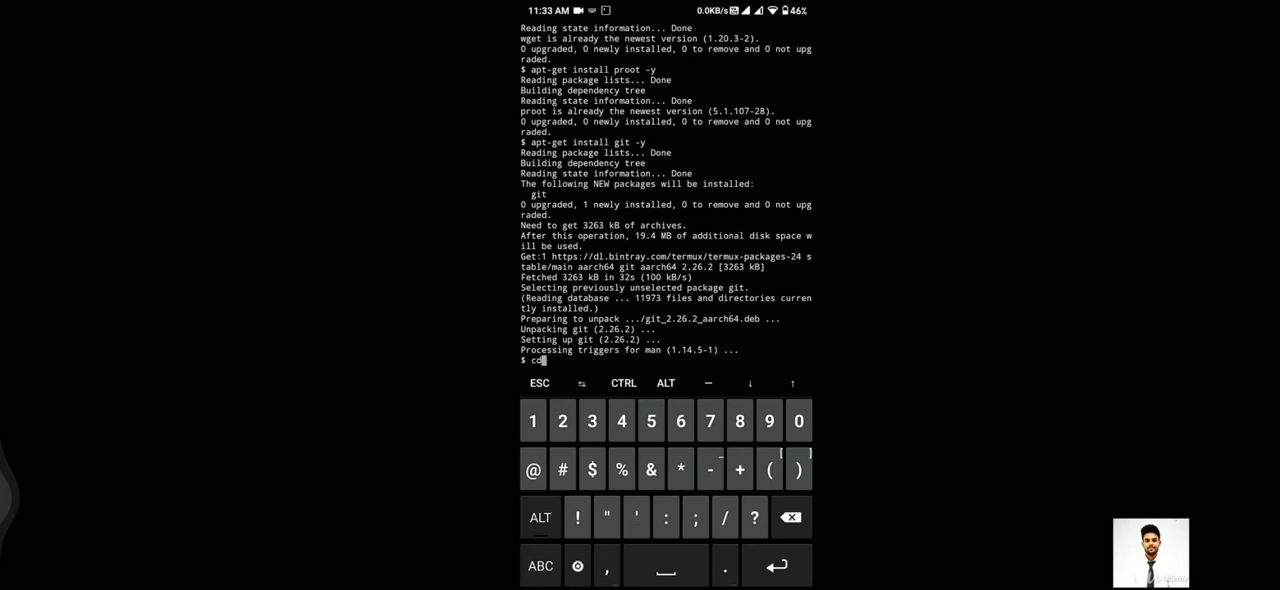 11:33 AM 0.0KB/s 46%
Reading state information... Done
wget is already the newest version (1.20.3-2).
0 upgraded, 0 newly installed, 0 to remove and 0 not upg
raded.
$ apt-get install proot -y
Reading package lists... Done
Building dependency tree
Reading state information... Done
proot is already the newest version (5.1.107-28).
0 upgraded, 0 newly installed, 0 to remove and 0 not upg
raded.
$ apt-get install git -y
Reading package lists... Done
Building dependency tree
Reading state information... Done
The following NEW packages will be installed:
git
0 upgraded, 1 newly installed, 0 to remove and 0 not upg
raded.
Need to get 3263 kB of archives.
After this operation, 19.4 MB of additional disk space w
ill be used.
Get:1 https://dl.bintray.com/termux/termux-packages-24 s
table/main aarch64 git aarch64 2.26.2 [3263 kB]
Fetched 3263 kB in 32s (100 kB/s)
Selecting previously unselected package git.
(Reading database ... 11973 files and directories curren
tly installed.)
Preparing to unpack .../git_2.26.2_aarch64.deb ...
Unpacking git (2.26.2) ...
Setting up git (2.26.2) ...
Processing triggers for man (1.14.5-1) ...
$ cd
ESC CTRL ALT — ↓ ↑
1 2 3 4 5 6 7 8 9 0
@ # $ % & * - _ + ( [ ) ]
ALT ! " ' : ; / ?
ABC , .